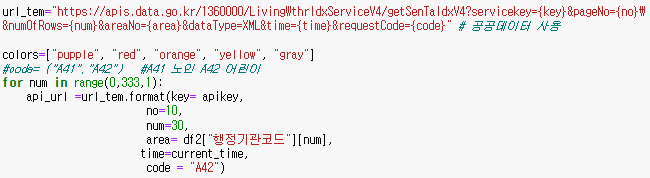 url_tem="https://apis.data.go.kr/1360000/Living₩thrIdxServiceV4/getSenTaIdxV4?servicekey={key}&pageNo={no}₩
&numOfRows={num}&areaNo={area}&dataType=XML&time={time}&requestCode={code}" # 공공데이터 사용
colors=["pupple", "red", "orange", "yellow", "gray"]
#code= ("A41","A42")   #A41 노인 A42 어린이
for num in range(0,333,1):
    api_url =url_tem.format(key= apikey,
                        no=10,
                        num=30,
                        area= df2["행정기관코드"][num],
                       time=current_time,
                        code = "A42")